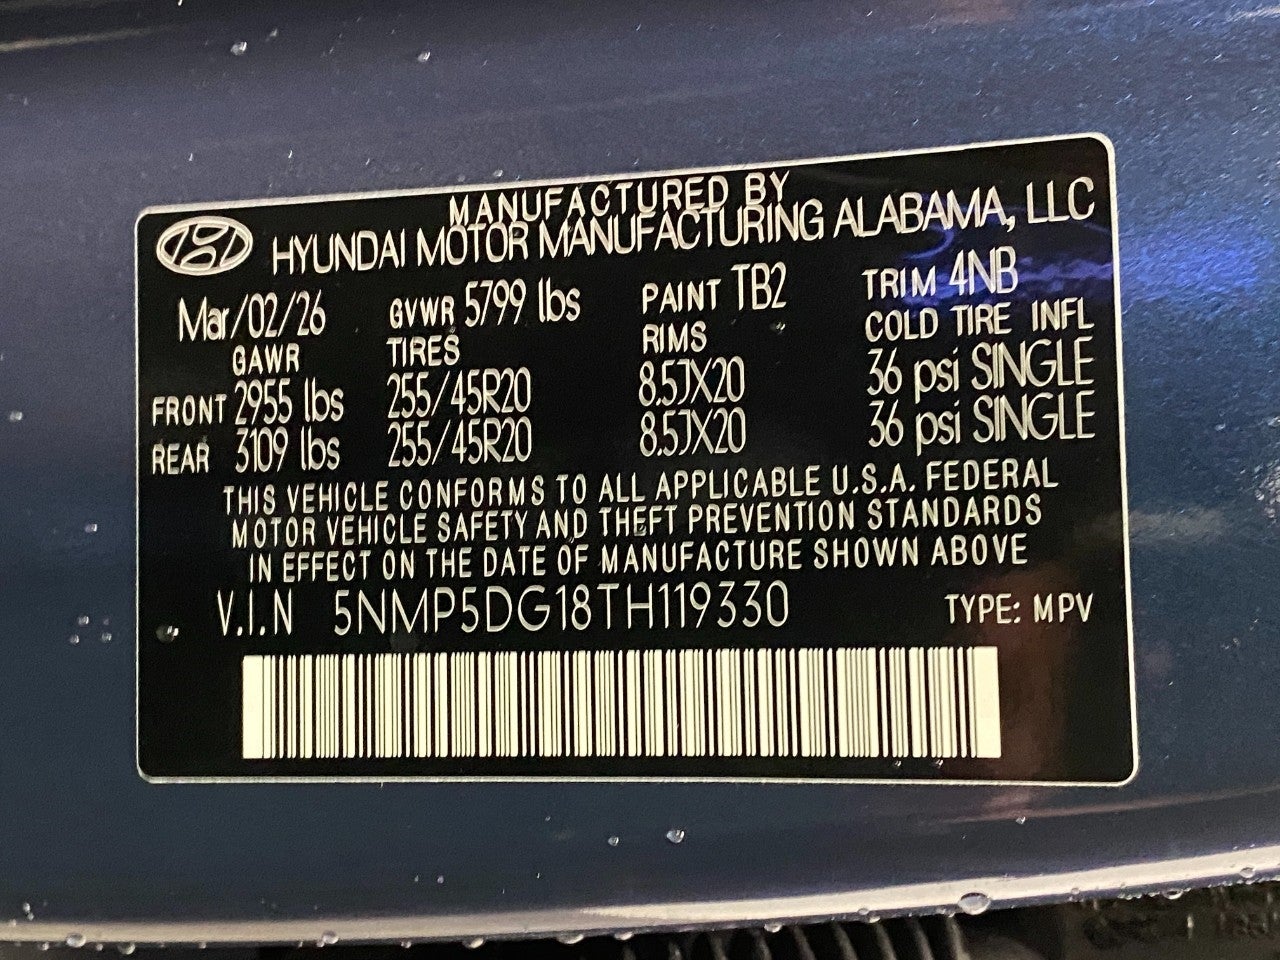 MANUFACTURED BY
HYUNDAI MOTOR MANUFACTURING ALABAMA, LLC
Mar/02/26 GVWR 5799 lbs PAINT TB2 TRIM 4NB
GAWR TIRES RIMS COLD TIRE INFL
FRONT 2955 lbs 255/45R20 8.5JX20 36 psi SINGLE
REAR 3109 lbs 255/45R20 8.5JX20 36 psi SINGLE
THIS VEHICLE CONFORMS TO ALL APPLICABLE U.S.A. FEDERAL
MOTOR VEHICLE SAFETY AND THEFT PREVENTION STANDARDS
IN EFFECT ON THE DATE OF MANUFACTURE SHOWN ABOVE
V.I.N 5NMP5DG18TH119330 TYPE: MPV